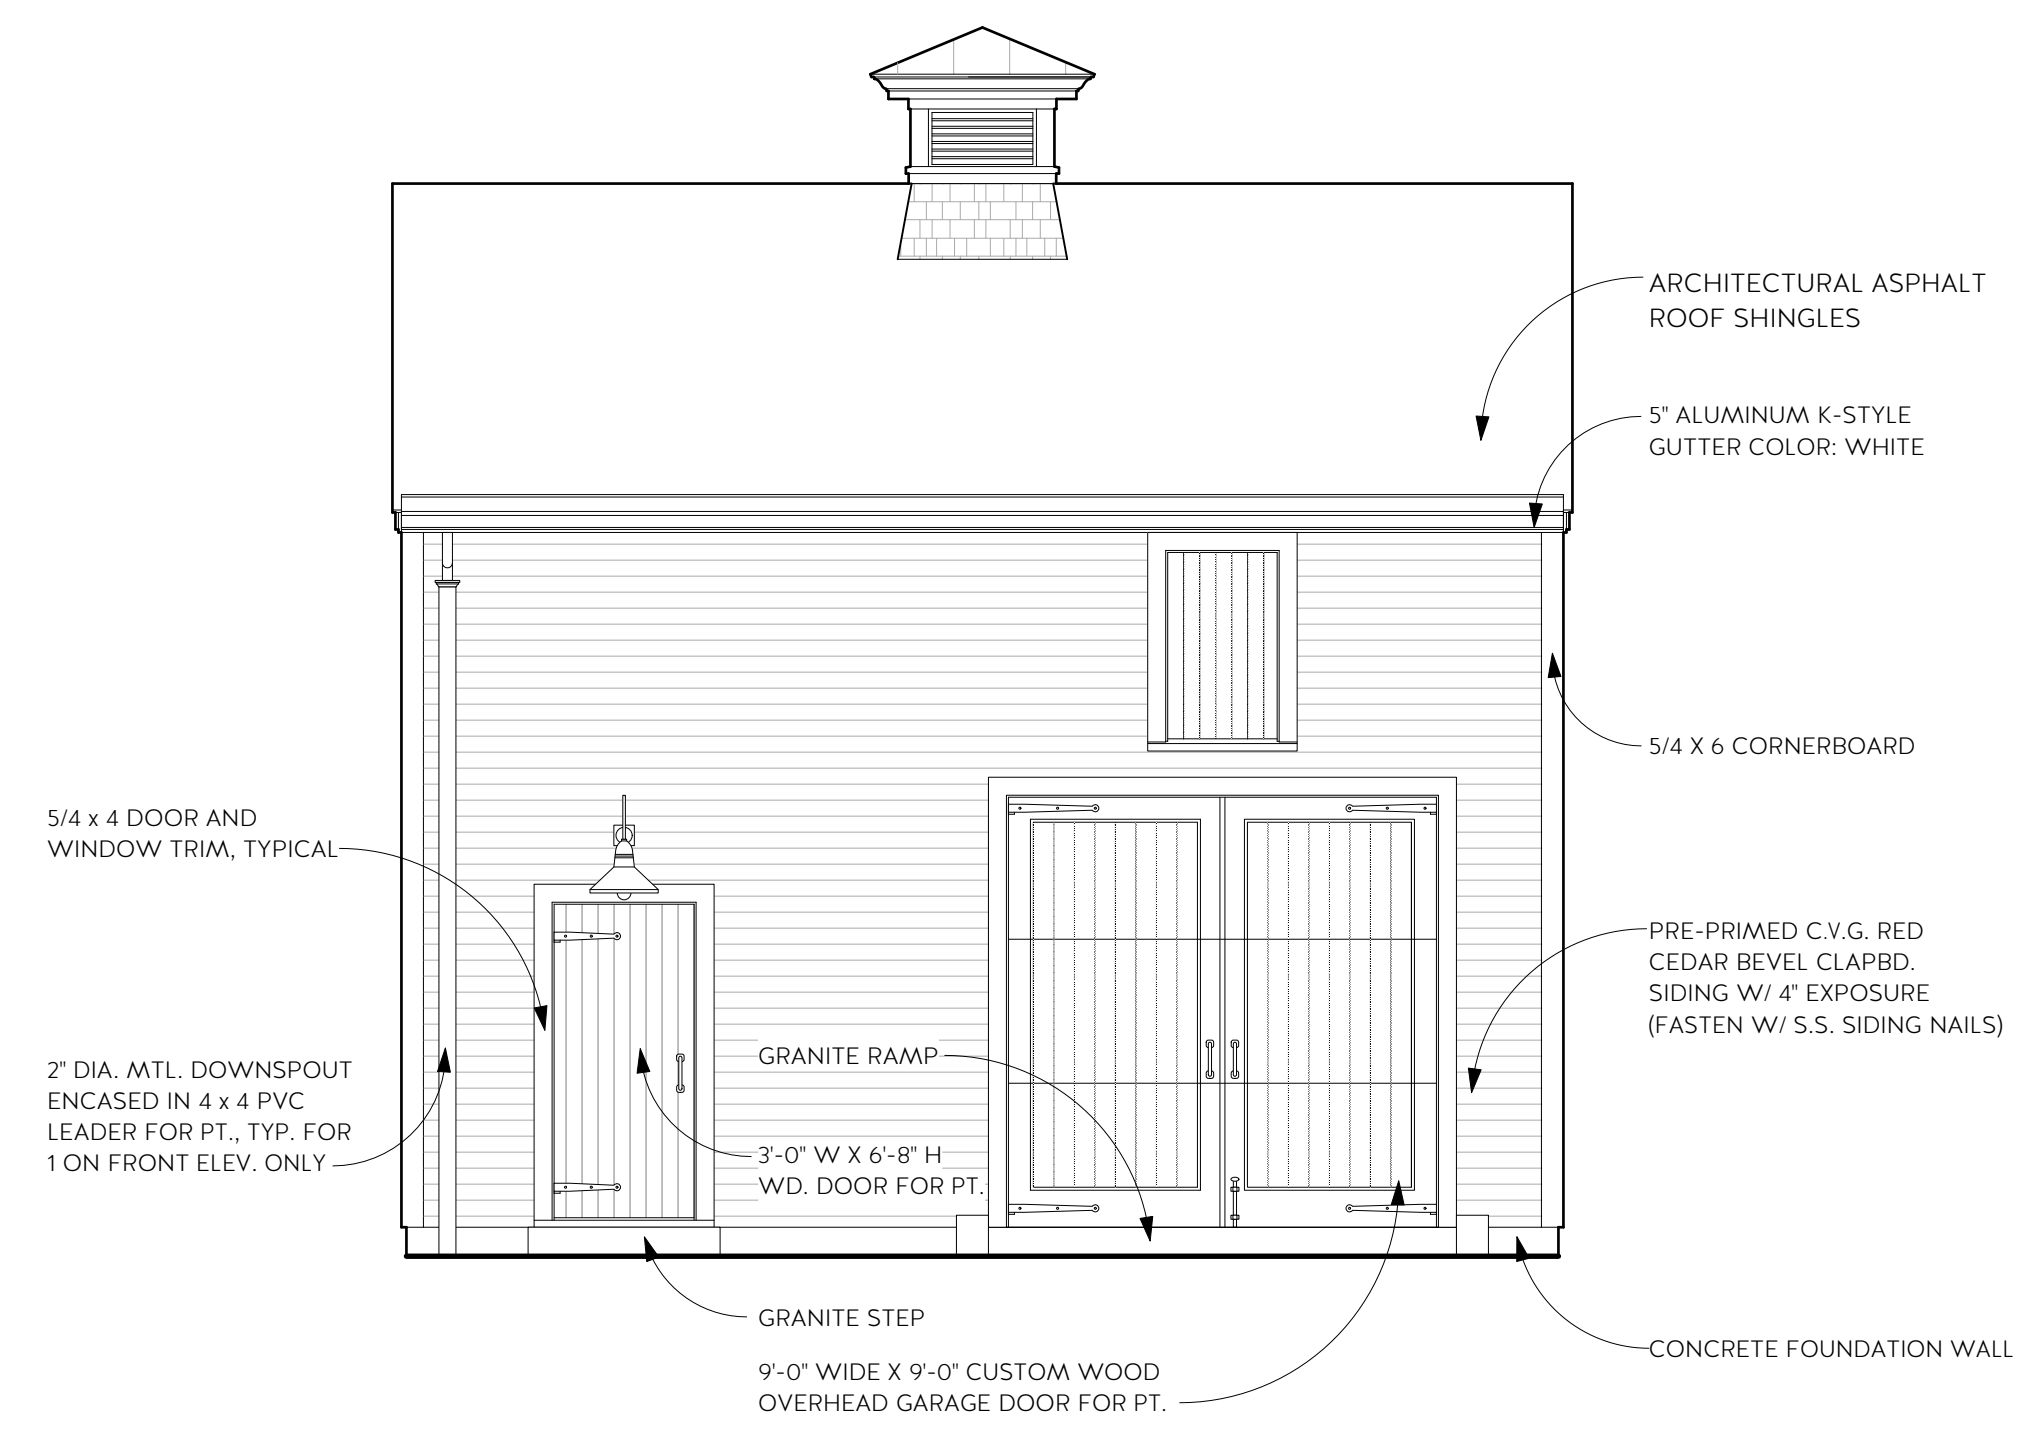 ARCHITECTURAL ASPHALT
ROOF SHINGLES
5" ALUMINUM K-STYLE
GUTTER COLOR: WHITE
5/4 X 6 CORNERBOARD
5/4 x 4 DOOR AND
WINDOW TRIM, TYPICAL
PRE-PRIMED C.V.G. RED
CEDAR BEVEL CLAPBD.
SIDING W/ 4" EXPOSURE
(FASTEN W/ S.S. SIDING NAILS)
2" DIA. MTL. DOWNSPOUT
ENCASED IN 4 x 4 PVC
LEADER FOR PT., TYP. FOR
1 ON FRONT ELEV. ONLY
GRANITE RAMP
3'-0" W X 6'-8" H
WD. DOOR FOR PT.
GRANITE STEP
9'-0" WIDE X 9'-0" CUSTOM WOOD
OVERHEAD GARAGE DOOR FOR PT.
CONCRETE FOUNDATION WALL